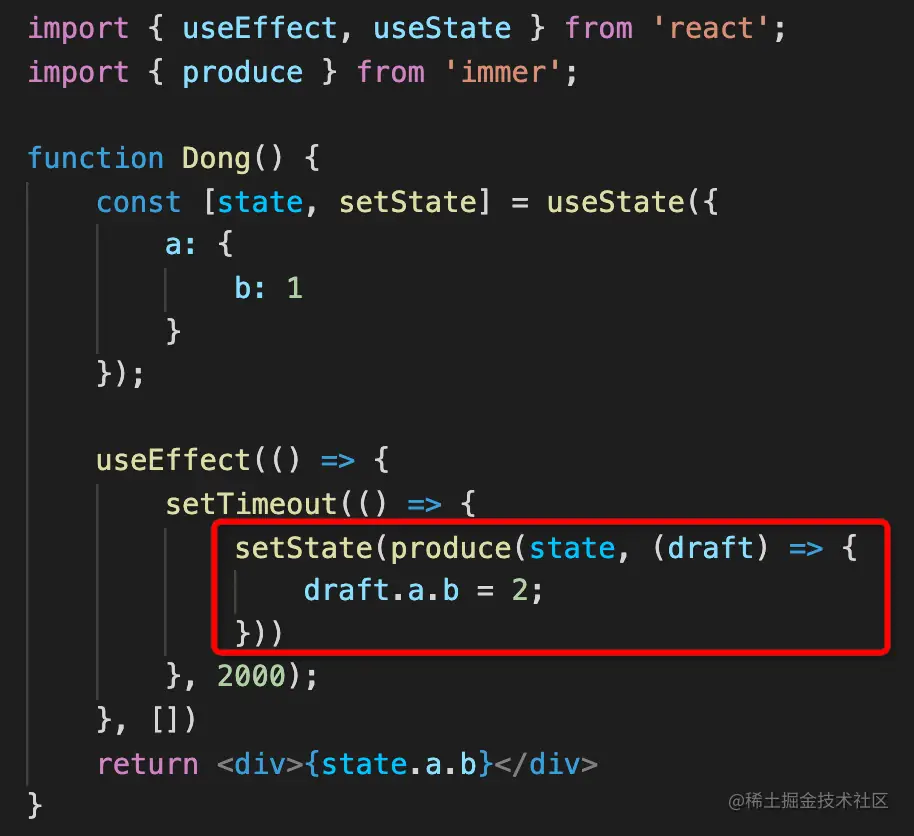 import { useEffect, useState } from 'react';
import { produce } from 'immer';

function Dong() {
    const [state, setState] = useState({
        a: {
            b: 1
        }
    });

    useEffect(() => {
        setTimeout(() => {
            setState(produce(state, (draft) => {
                draft.a.b = 2;
            }))
        }, 2000);
    }, [])
    return <div>{state.a.b}</div>
}
@稀土掘金技术社区